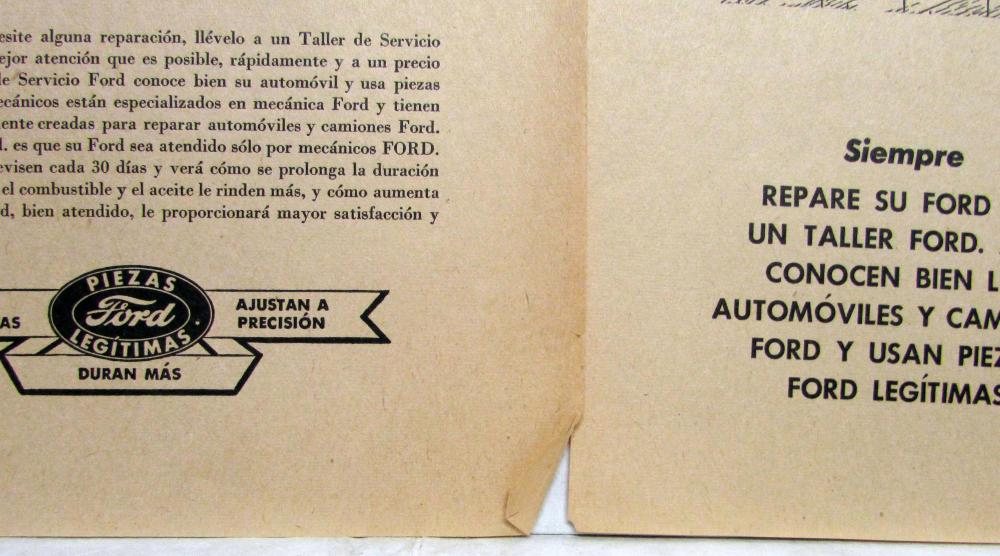 esite alguna reparación, llévelo a un Taller de Servicio
ejor atención que es posible, rápidamente y a un precio
le Servicio Ford conoce bien su automóvil y usa piezas
ecánicos están especializados en mecánica Ford y tienen
ente creadas para reparar automóviles y camiones Ford.
l. es que su Ford sea atendido sólo por mecánicos FORD.
evisen cada 30 días y verá cómo se prolonga la duración
el combustible y el aceite le rinden más, y cómo aumenta
d, bien atendido, le proporcionará mayor satisfacción y
PIEZAS
Ford
LEGÍTIMAS
AS
AJUSTAN A
PRECISIÓN
DURAN MÁS
Siempre
REPARE SU FORD
UN TALLER FORD.
CONOCEN BIEN L
AUTOMÓVILES Y CAM
FORD Y USAN PIEZ
FORD LEGÍTIMAS